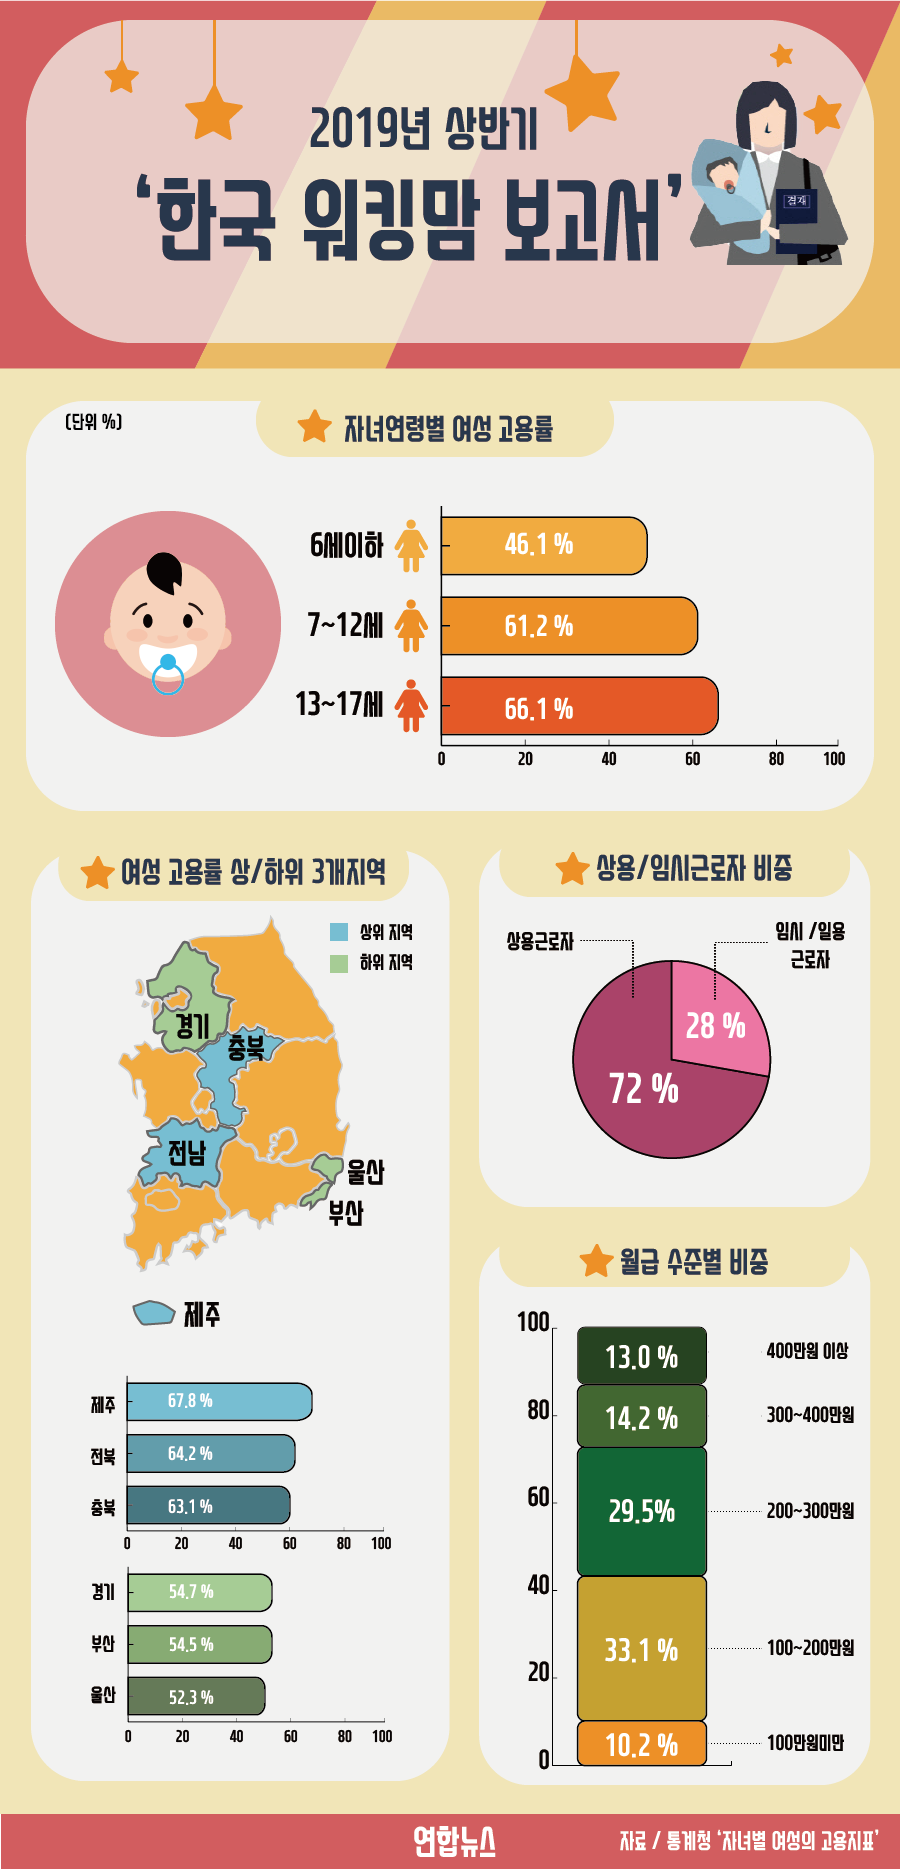 2019년 상반기
‘한국 워킹맘 보고서’
경제
(단위 %)
자녀연령별 여성 고용률
6세이하
46.1 %
7~12세
61.2 %
13~17세
66.1 %
0 20 40 60 80 100
여성 고용률 상/하위 3개지역
상위 지역
하위 지역
경기
충북
전남
울산
부산
제주
제주 67.8 %
전북 64.2 %
충북 63.1 %
0 20 40 60 80 100
경기 54.7 %
부산 54.5 %
울산 52.3 %
0 20 40 60 80 100
상용/임시근로자 비중
상용근로자
임시 /일용
근로자
28 %
72 %
월급 수준별 비중
100
13.0 % 400만원 이상
80
14.2 % 300~400만원
60
29.5% 200~300만원
40
33.1 % 100~200만원
20
10.2 % 100만원미만
0
연합뉴스
자료 / 통계청 ‘자녀별 여성의 고용지표’